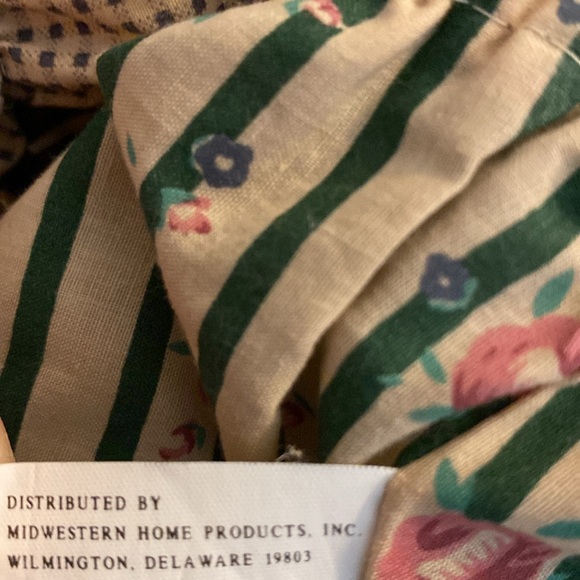 DISTRIBUTED BY
MIDWESTERN HOME PRODUCTS, INC.
WILMINGTON, DELAWARE 19803